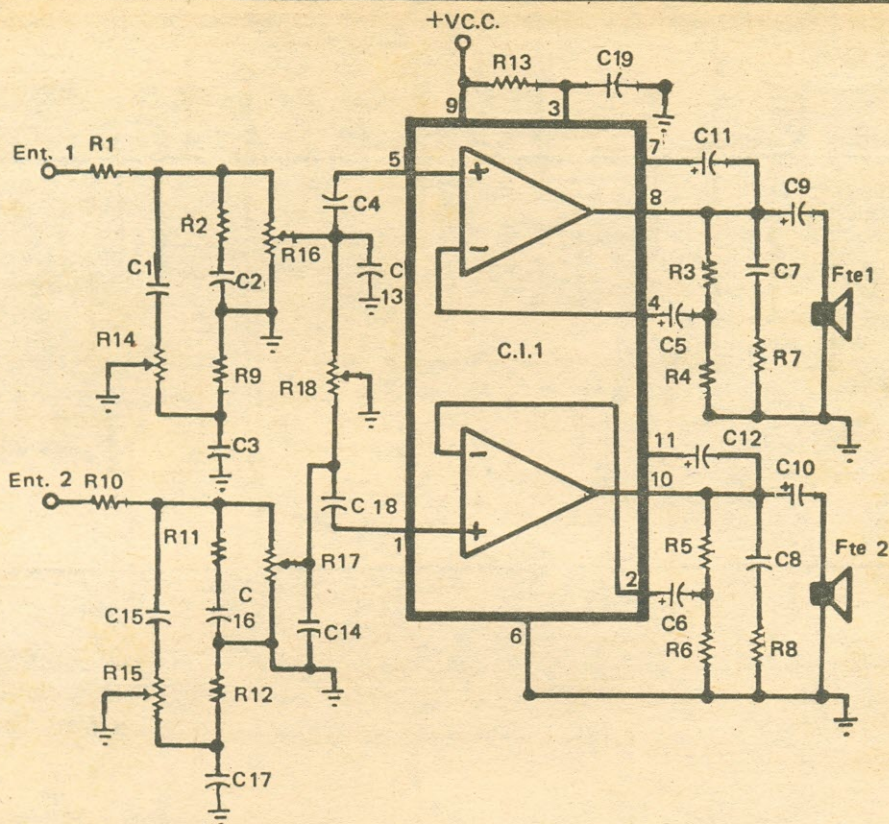 +VC.C.
R13
C19
9
3
Ent. 1
R1
5
7
C11
C4
8
C9
R2
R16
C
13
C1
C2
R3
C7
Fte1
4
C5
R14
R9
R18
C.I.1
R4
R7
C3
11
C12
Ent. 2
R10
10
C10
C 18
R11
1
R17
R5
C8
Fte 2
C
16
2
C15
C14
6
C6
R6
R8
R15
R12
C17
+
-
-
+
+
+
+
+
+
+